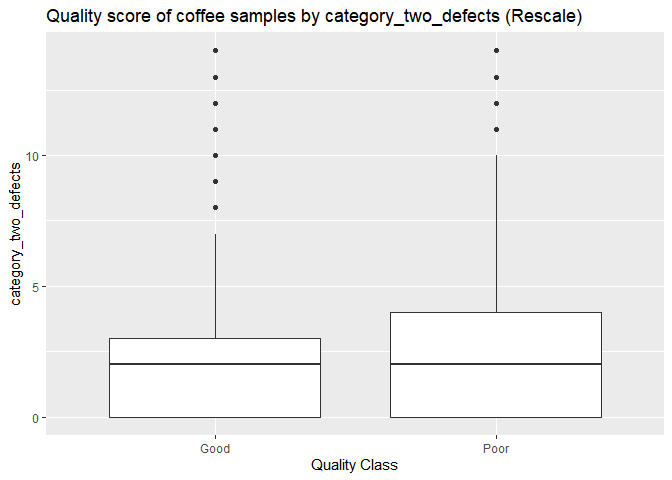 Quality score of coffee samples by category_two_defects (Rescale)
category_two_defects
10
5
0
Good Poor
Quality Class